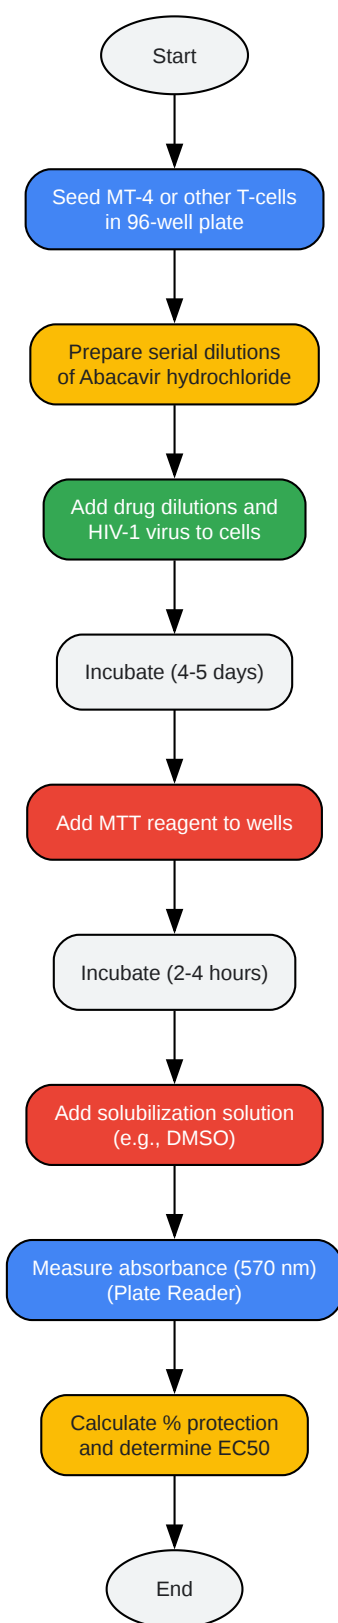 Start
Seed MT-4 or other T-cells
in 96-well plate
Prepare serial dilutions
of Abacavir hydrochloride
Add drug dilutions and
HIV-1 virus to cells
Incubate (4-5 days)
Add MTT reagent to wells
Incubate (2-4 hours)
Add solubilization solution
(e.g., DMSO)
Measure absorbance (570 nm)
(Plate Reader)
Calculate % protection
and determine EC50
End